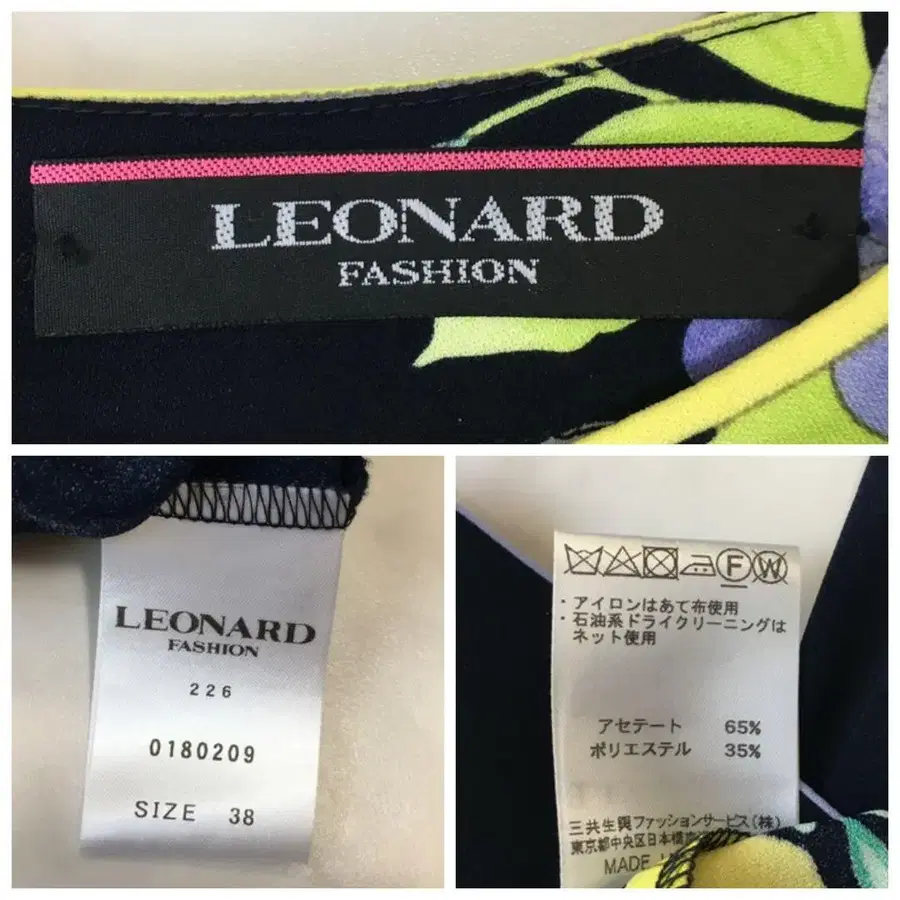 LEONARD
FASHION
LEONARD
FASHION
226
0180209
SIZE 38
F W
・アイロンはあて布使用
・石油系ドライクリーニングは
ネット使用
アセテート 65%
ポリエステル 35%
三共生興ファッションサービス(株)
東京都中央区日本橋
MADE